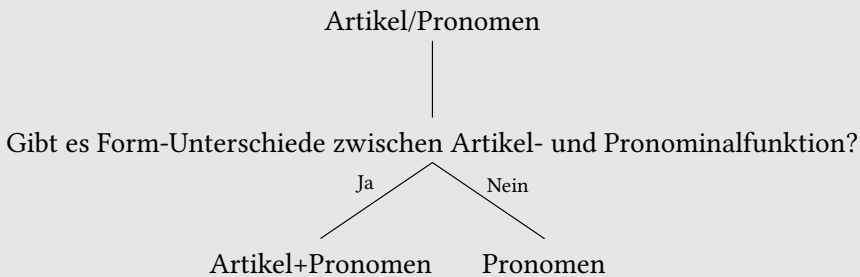 Artikel/Pronomen
Gibt es Form-Unterschiede zwischen Artikel- und Pronominalfunktion?
Ja Nein
Artikel+Pronomen Pronomen